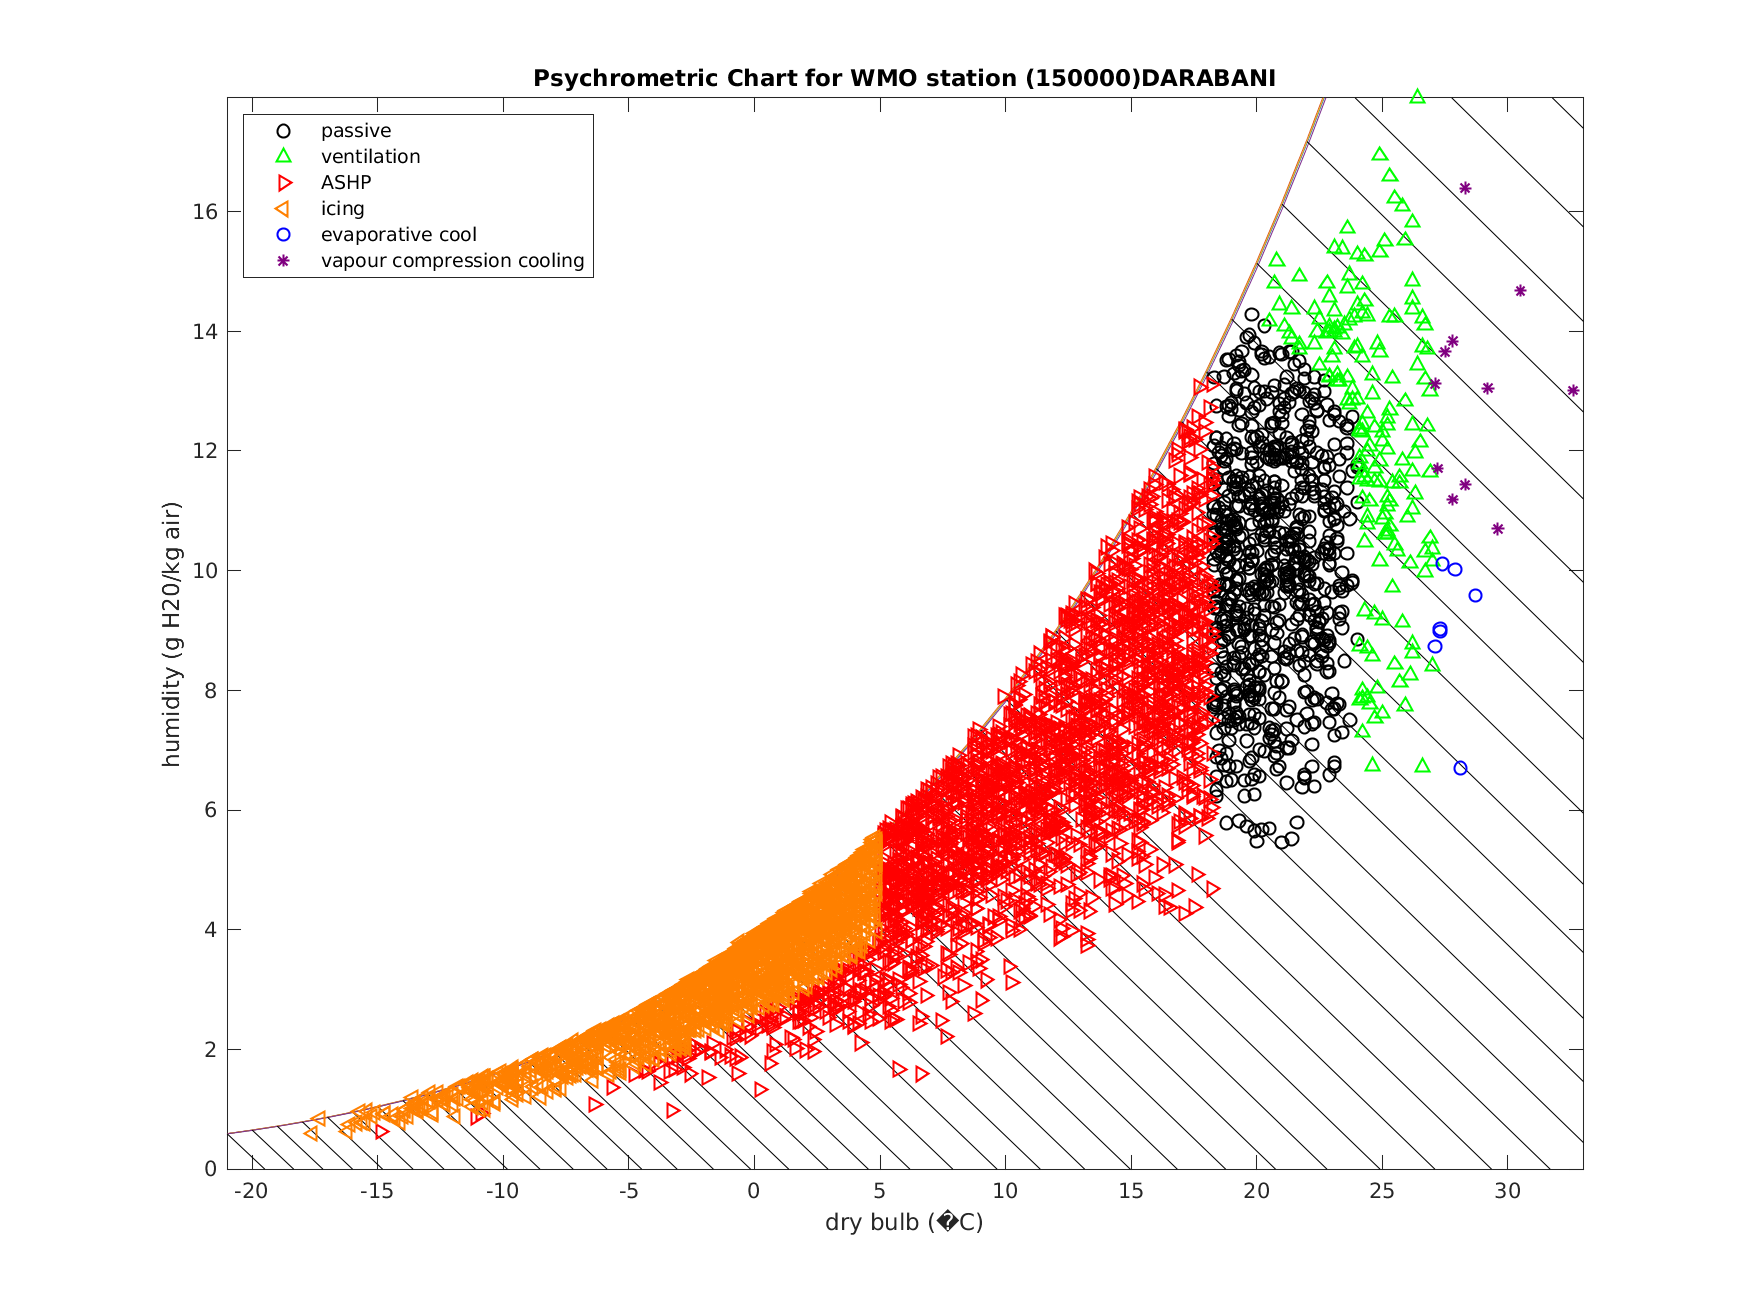 Psychrometric Chart for WMO station (150000)DARABANI
passive
ventilation
ASHP
icing
evaporative cool
vapour compression cooling
humidity (g H20/kg air)
16
14
12
10
8
6
4
2
0
-20 -15 -10 -5 0 5 10 15 20 25 30
dry bulb (�C)